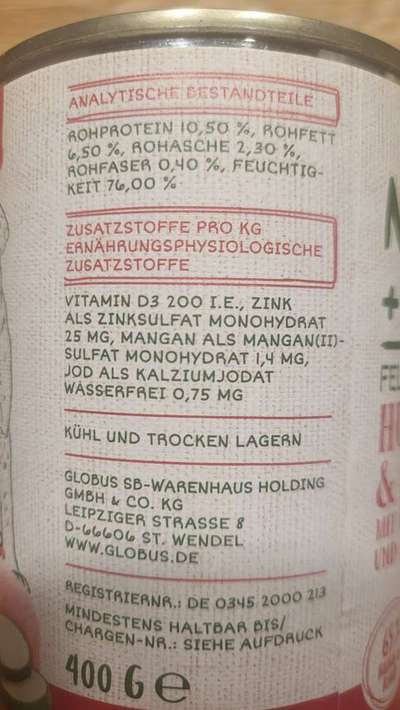 ANALYTISCHE BESTANDTEILE
ROHPROTEIN 10,50 %, ROHFETT
6,50 %, ROHASCHE 2,30 %,
ROHFASER 0,40 %, FEUCHTIG-
KEIT 76,00 %
ZUSATZSTOFFE PRO KG
ERNÄHRUNGSPHYSIOLOGISCHE
ZUSATZSTOFFE
VITAMIN D3 200 I.E., ZINK
ALS ZINKSULFAT MONOHYDRAT
25 MG, MANGAN ALS MANGAN(II)-
SULFAT MONOHYDRAT 1,4 MG,
JOD ALS KALZIUMJODAT
WASSERFREI 0,75 MG
KÜHL UND TROCKEN LAGERN
GLOBUS SB-WARENHAUS HOLDING
GMBH & CO. KG
LEIPZIGER STRASSE 8
D-66606 ST. WENDEL
WWW.GLOBUS.DE
REGISTRIERNR.: DE 0345 2000 213
MINDESTENS HALTBAR BIS/
CHARGEN-NR.: SIEHE AUFDRUCK
400 G e
+
&